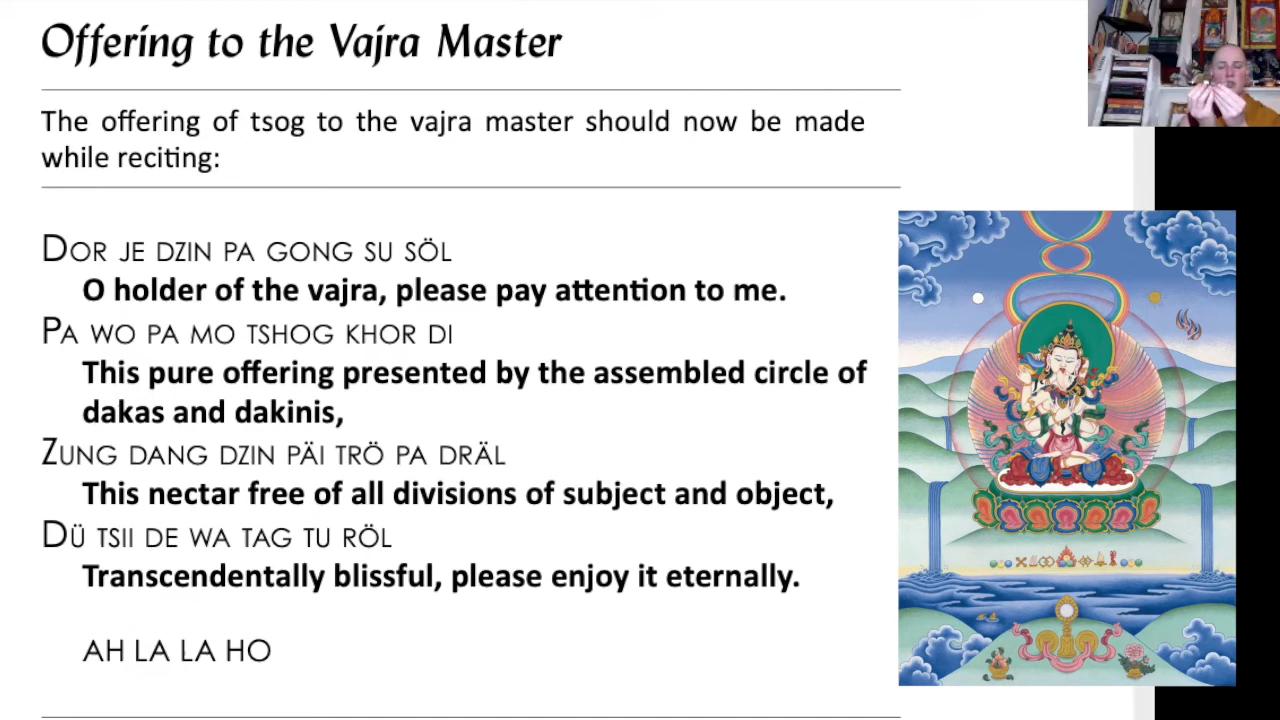 Offering to the Vajra Master
The offering of tsog to the vajra master should now be made
while reciting:
DOR JE DZIN PA GONG SU SÖL
O holder of the vajra, please pay attention to me.
PA WO PA MO TSHOG KHOR DI
This pure offering presented by the assembled circle of
dakas and dakinis,
ZUNG DANG DZIN PÄI TRÖ PA DRÄL
This nectar free of all divisions of subject and object,
DÜ TSII DE WA TAG TU RÖL
Transcendentally blissful, please enjoy it eternally.
AH LA LA HO